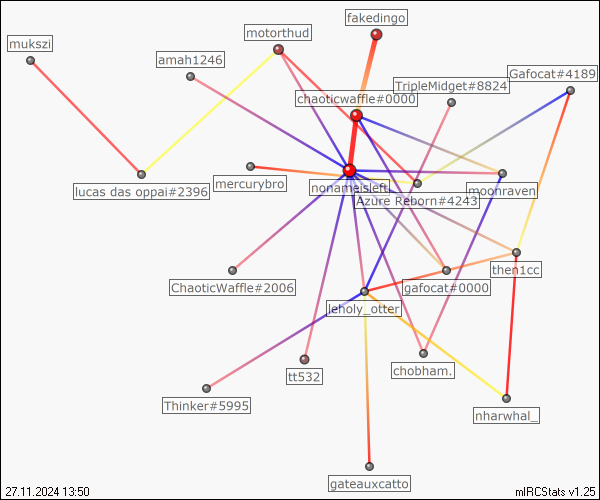 fakedingo
motorthud
mukszi
amah1246
Gafocat#4189
TripleMidget#8824
chaoticwaffle#0000
mercurybro
nonameisleft
moonraven
lucas das oppai#2396
Azure Reborn#4243
then1cc
ChaoticWaffle#2006
gafocat#0000
leholy_otter
chobham.
tt532
Thinker#5995
nharwhal_
gateauxcatto
27.11.2024 13:50
mIRCStats v1.25